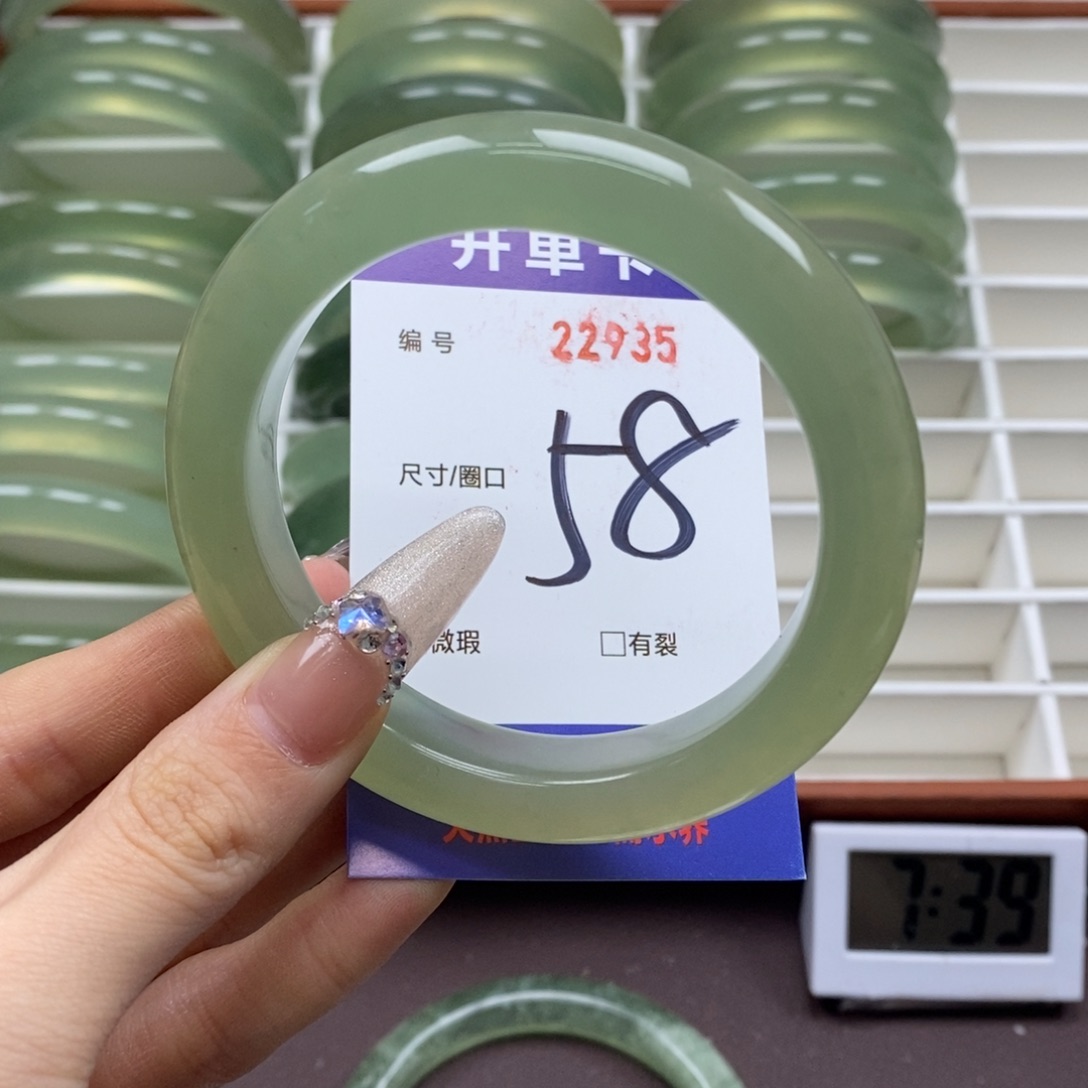 开单卡
编号 22935
尺寸/圈口 58
微瑕 □有裂
7:39